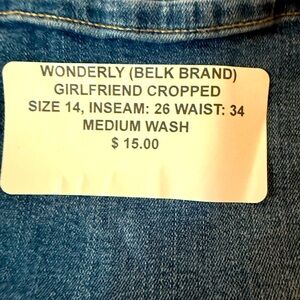 WONDERLY (BELK BRAND)
GIRLFRIEND CROPPED
SIZE 14, INSEAM: 26 WAIST: 34
MEDIUM WASH
$ 15.00